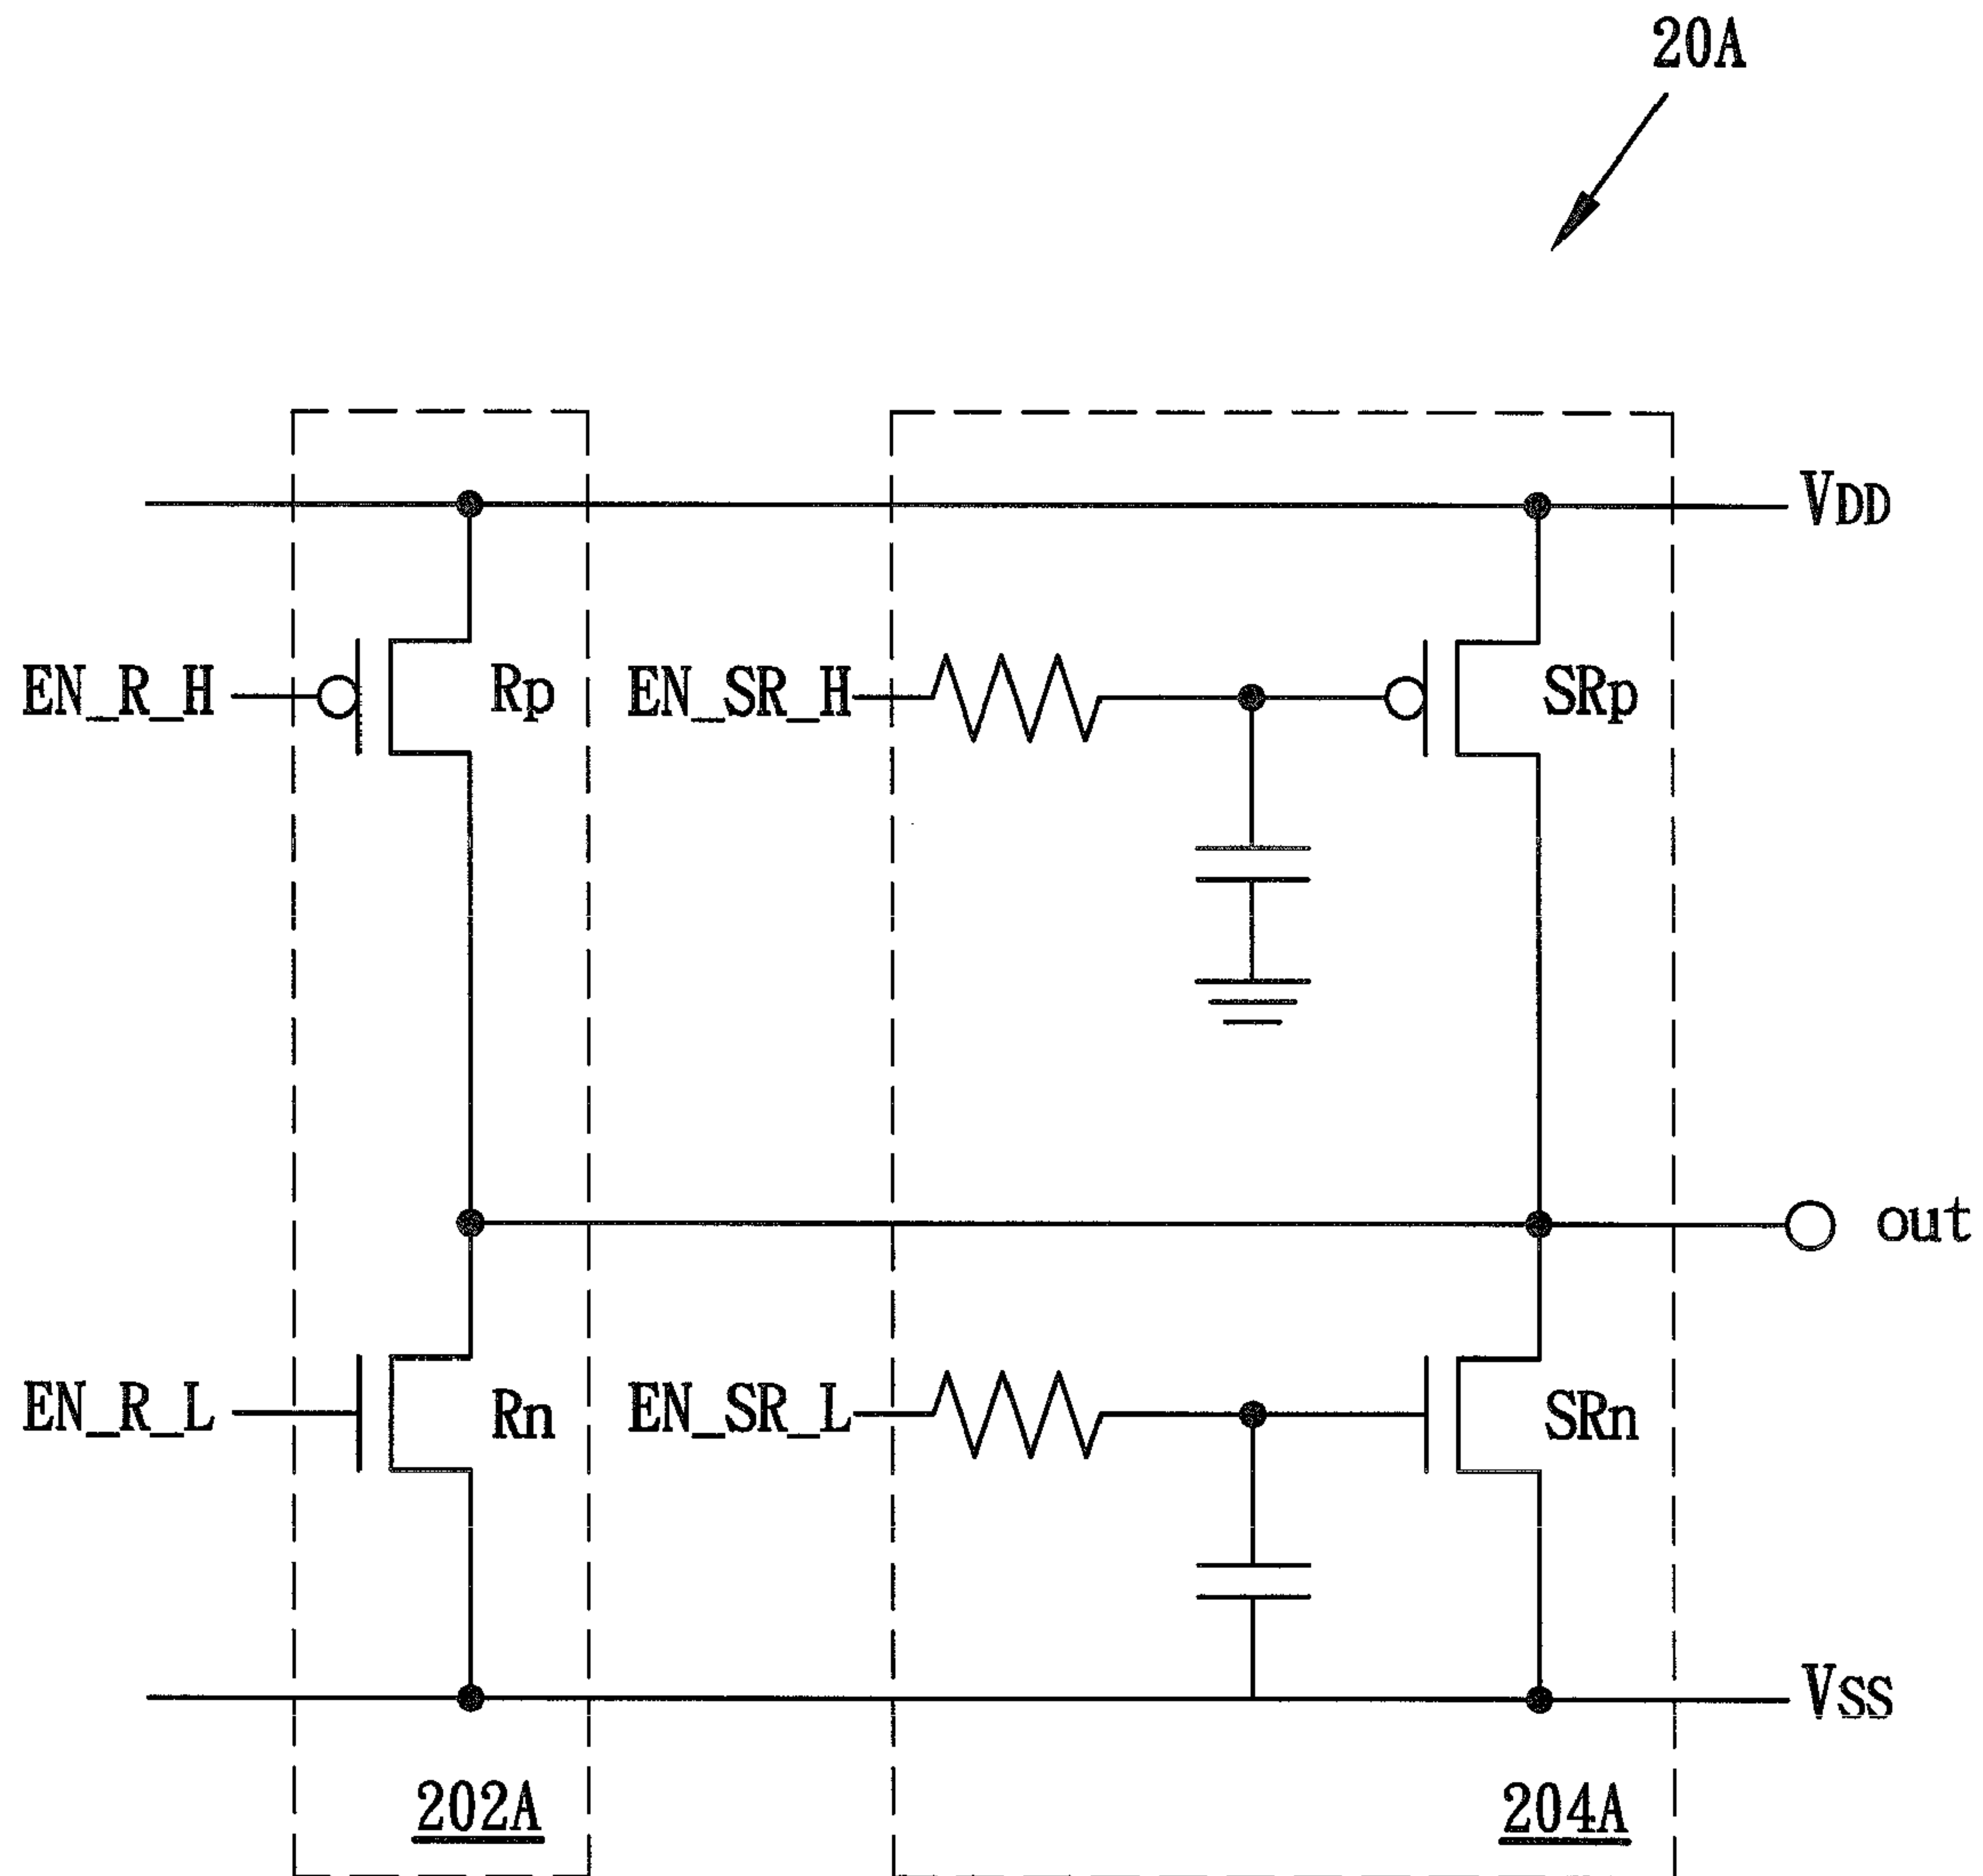 20A
VDD
EN_R_H
Rp
EN_SR_H
SRp
out
EN_R_L
Rn
EN_SR_L
SRn
VSS
202A
204A